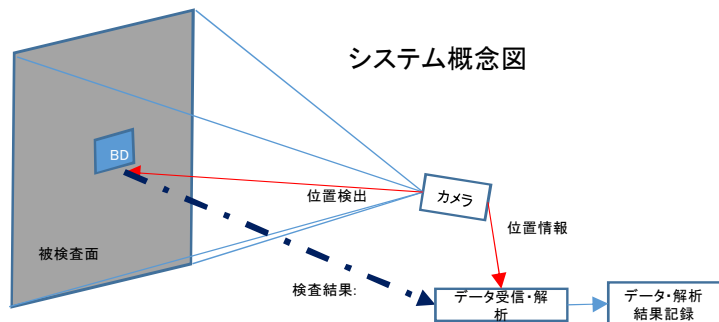 システム概念図
BD
位置検出
カメラ
位置情報
被検査面
検査結果:
データ受信・解
析
データ・解析
結果記録